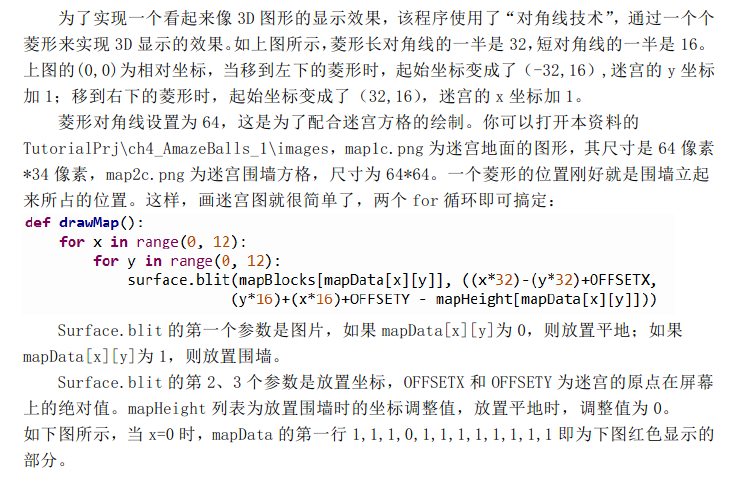 为了实现一个看起来像 3D 图形的显示效果，该程序使用了“对角线技术”，通过一个个
菱形来实现 3D 显示的效果。如上图所示，菱形长对角线的一半是 32，短对角线的一半是 16。
上图的(0,0)为相对坐标，当移到左下的菱形时，起始坐标变成了（-32,16）,迷宫的 y 坐标
加 1；移到右下的菱形时，起始坐标变成了（32,16），迷宫的 x 坐标加 1。
菱形对角线设置为 64，这是为了配合迷宫方格的绘制。你可以打开本资料的
TutorialPrj\ch4_AmazeBalls_1\images，map1c.png 为迷宫地面的图形，其尺寸是 64 像素
*34 像素，map2c.png 为迷宫围墙方格，尺寸为 64*64。一个菱形的位置刚好就是围墙立起
来所占的位置。这样，画迷宫图就很简单了，两个 for 循环即可搞定：
def drawMap():
for x in range(0, 12):
for y in range(0, 12):
surface.blit(mapBlocks[mapData[x][y]], ((x*32)-(y*32)+OFFSETX,
(y*16)+(x*16)+OFFSETY - mapHeight[mapData[x][y]]))
Surface.blit 的第一个参数是图片，如果 mapData[x][y]为 0，则放置平地；如果
mapData[x][y]为 1，则放置围墙。
Surface.blit 的第 2、3 个参数是放置坐标，OFFSETX 和 OFFSETY 为迷宫的原点在屏幕
上的绝对值。mapHeight 列表为放置围墙时的坐标调整值，放置平地时，调整值为 0。
如下图所示，当 x=0 时，mapData 的第一行 1,1,1,0,1,1,1,1,1,1,1,1 即为下图红色显示的
部分。